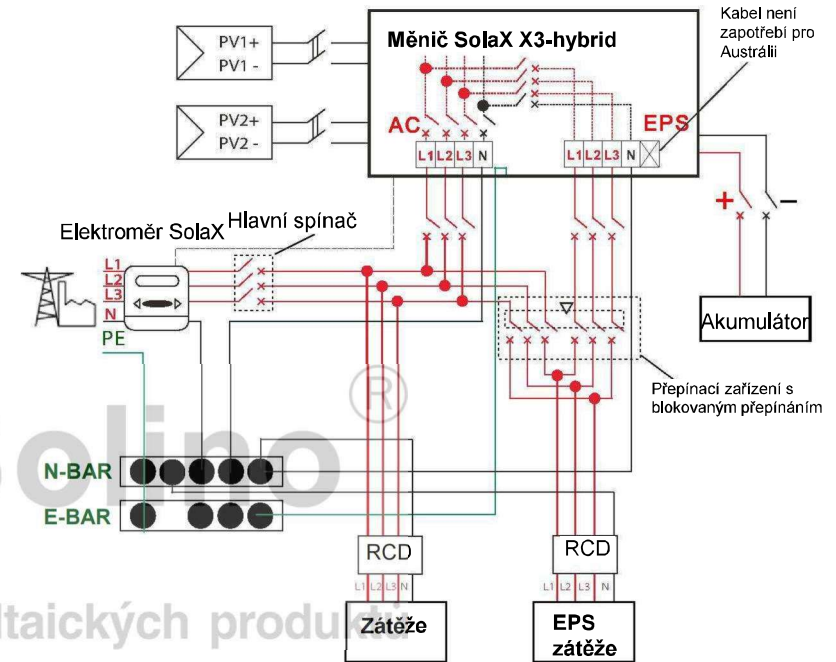 PV1+
PV1 -
PV2+
PV2 -
Měnič SolaX X3-hybrid
Kabel není
zapotřebí pro
Austrálii
AC
EPS
L1 L2 L3 N
L1 L2 L3 N
+ –
Elektroměr SolaX
Hlavní spínač
L1
L2
L3
N
PE
Akumulátor
Přepínací zařízení s
blokovaným přepínáním
®
olino
N-BAR
E-BAR
RCD
RCD
L1 L2 L3 N
L1 L2 L3 N
ltaických produktů
Zátěže
EPS
zátěže